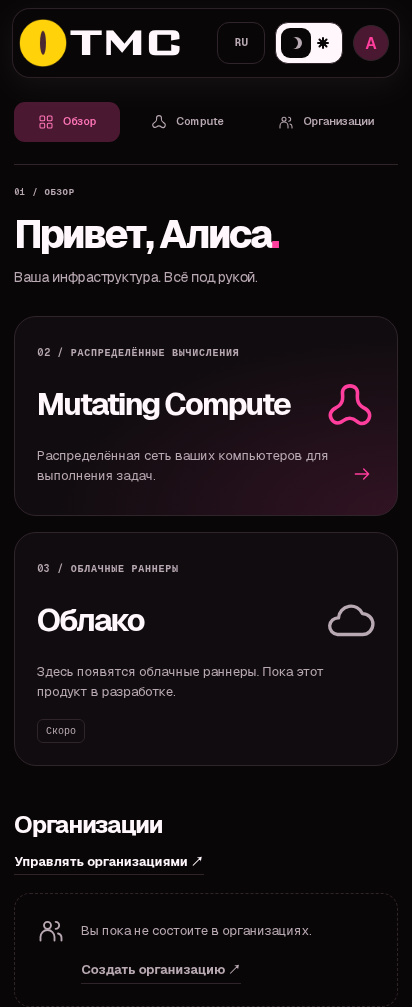 TMC
RU
A
Обзор
Compute
Организации
01 / ОБЗОР
Привет, Алиса.
Ваша инфраструктура. Всё под рукой.
02 / РАСПРЕДЕЛЁННЫЕ ВЫЧИСЛЕНИЯ
Mutating Compute
Распределённая сеть ваших компьютеров для
выполнения задач.
→
03 / ОБЛАЧНЫЕ РАННЕРЫ
Облако
Здесь появятся облачные раннеры. Пока этот
продукт в разработке.
Скоро
Организации
Управлять организациями ↗
Вы пока не состоите в организациях.
Создать организацию ↗